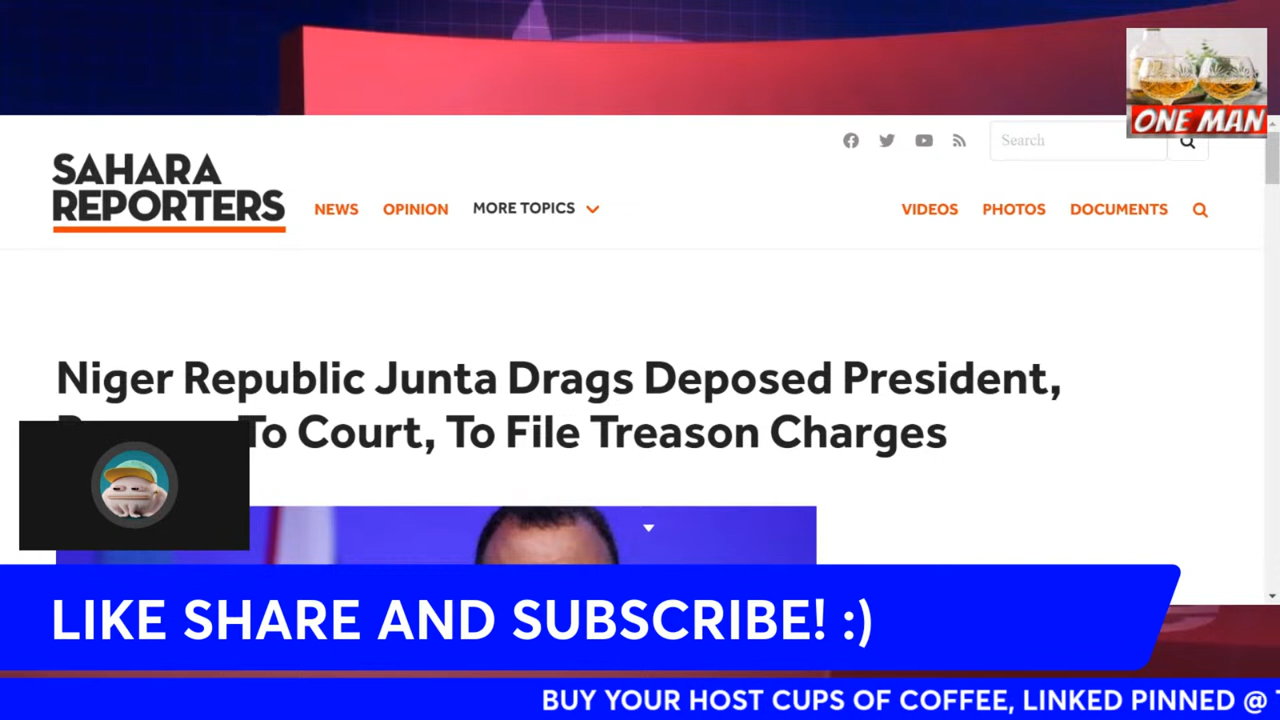 ONE MAN
Search
SAHARA
REPORTERS
NEWS OPINION MORE TOPICS VIDEOS PHOTOS DOCUMENTS
Niger Republic Junta Drags Deposed President,
To Court, To File Treason Charges
LIKE SHARE AND SUBSCRIBE! :)
BUY YOUR HOST CUPS OF COFFEE, LINKED PINNED @